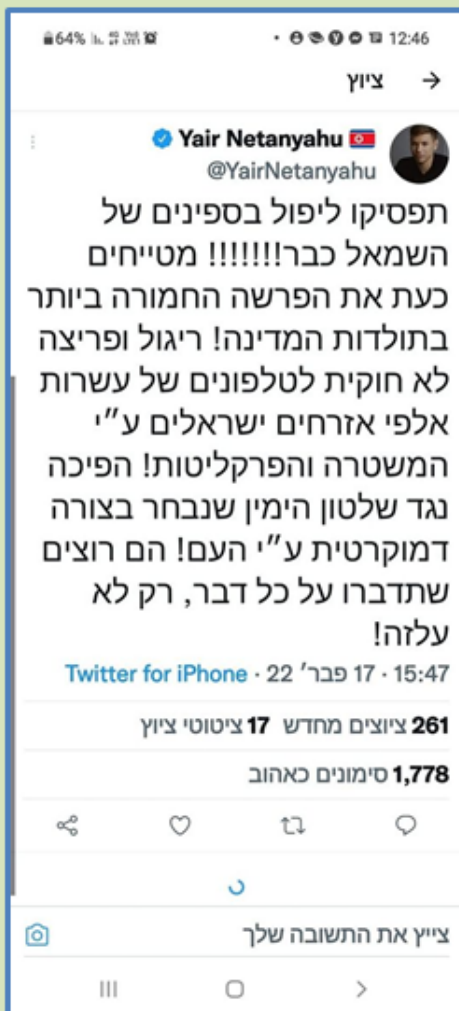 64% 12:46
ציוץ
Yair Netanyahu 🇰🇵
@YairNetanyahu
תפסיקו ליפול בספינים של
השמאל כבר!!!!!!! מטייחים
כעת את הפרשה החמורה ביותר
בתולדות המדינה! ריגול ופריצה
לא חוקית לטלפונים של עשרות
אלפי אזרחים ישראלים ע״י
המשטרה והפרקליטות! הפיכה
נגד שלטון הימין שנבחר בצורה
דמוקרטית ע״י העם! הם רוצים
שתדברו על כל דבר, רק לא
עלזה!
15:47 · 17 פבר׳ 22 · Twitter for iPhone
261 ציוצים מחדש 17 ציטוטי ציוץ
1,778 סימונים כאהוב
צייץ את התשובה שלך